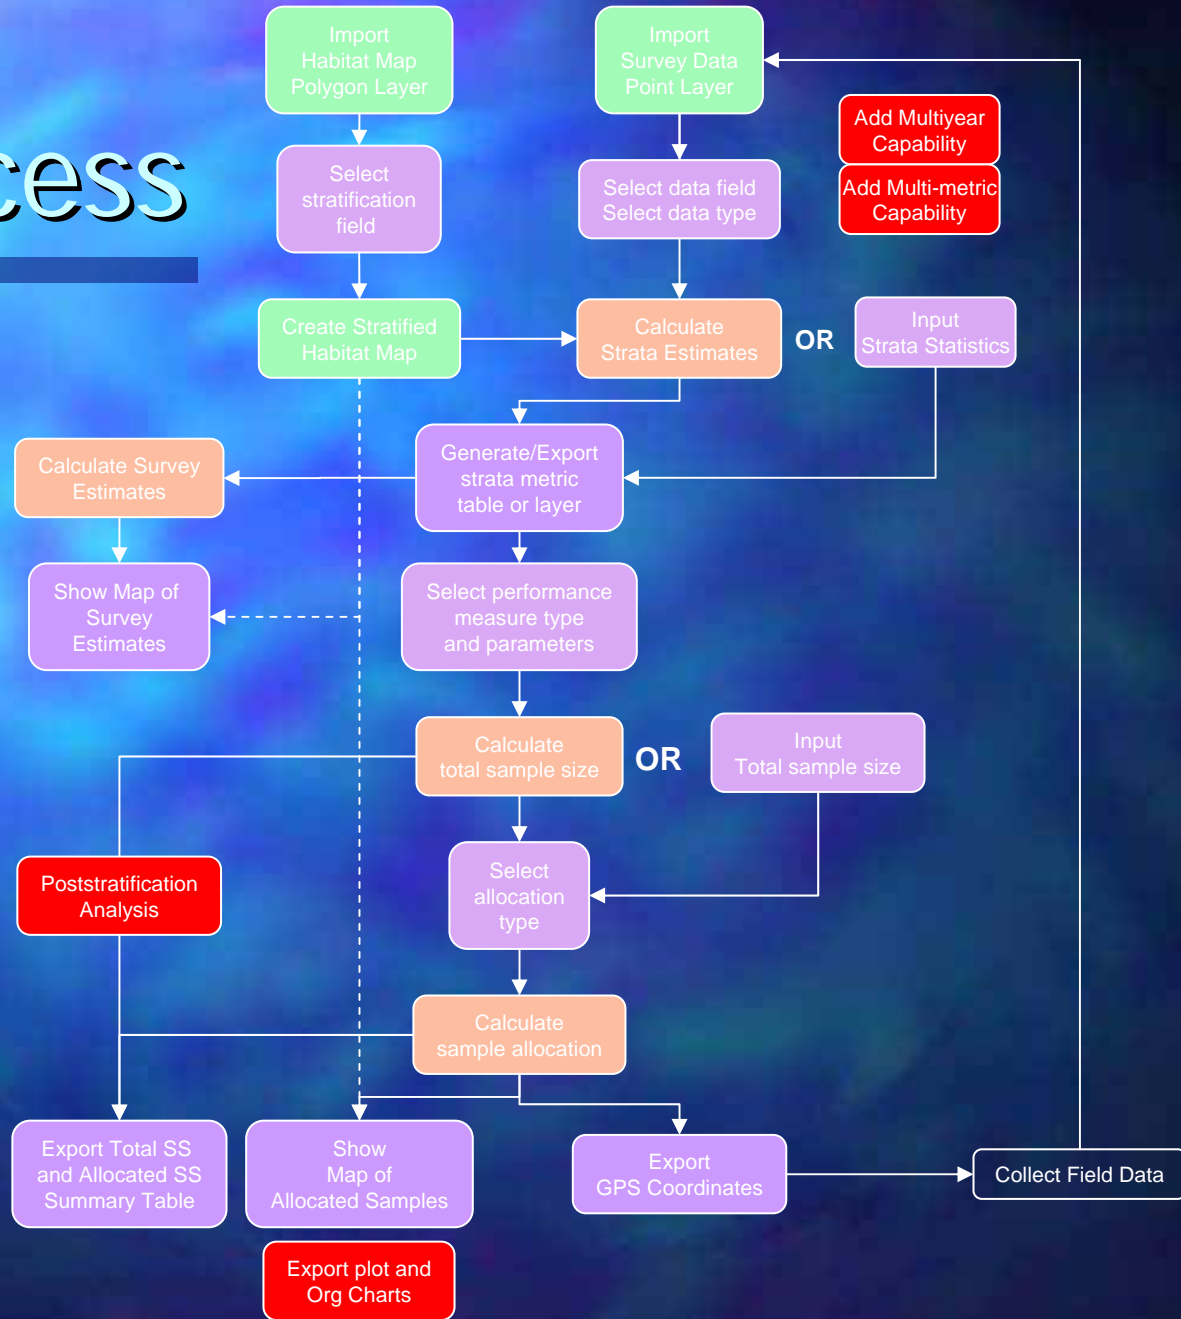 Import
Habitat Map
Polygon Layer
Import
Survey Data
Point Layer
Add Multiyear
Capability
Add Multi-metric
Capability
cess
Select
stratification
field
Select data field
Select data type
Create Stratified
Habitat Map
Calculate
Strata Estimates
OR
Input
Strata Statistics
Calculate Survey
Estimates
Generate/Export
strata metric
table or layer
Show Map of
Survey
Estimates
Select performance
measure type
and parameters
Calculate
total sample size
OR
Input
Total sample size
Poststratification
Analysis
Select
allocation
type
Calculate
sample allocation
Export Total SS
and Allocated SS
Summary Table
Show
Map of
Allocated Samples
Export
GPS Coordinates
Collect Field Data
Export plot and
Org Charts